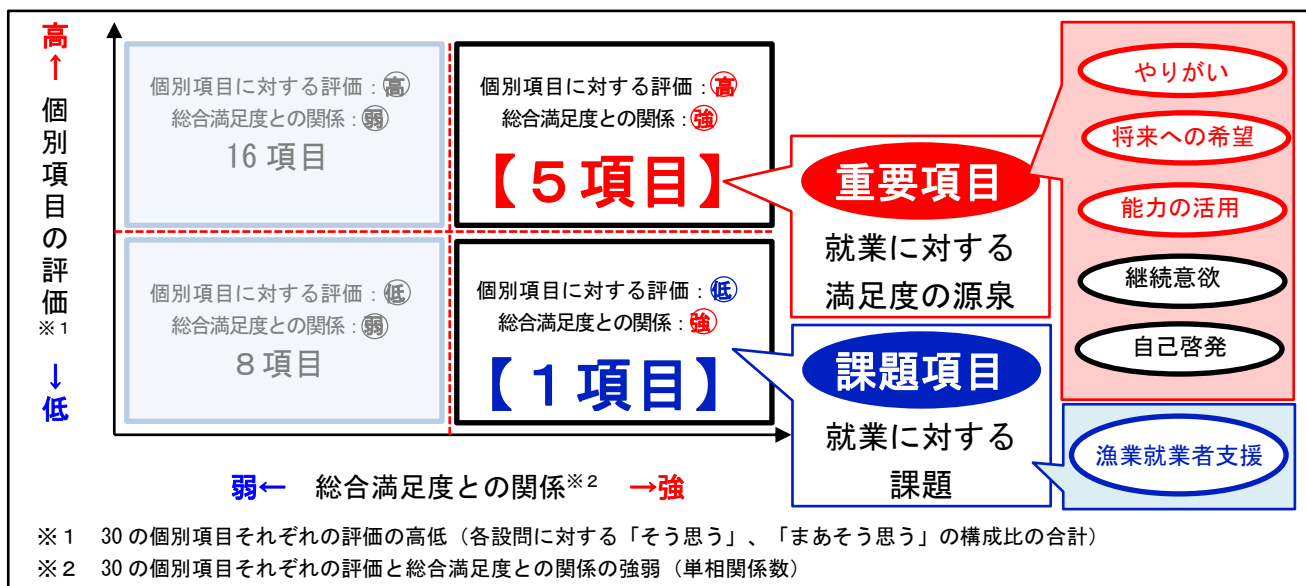 高
↑
個別項目の評価
※1
↓
低
個別項目に対する評価：高
総合満足度との関係：弱
16項目
個別項目に対する評価：高
総合満足度との関係：強
【５項目】
個別項目に対する評価：低
総合満足度との関係：弱
８項目
個別項目に対する評価：低
総合満足度との関係：強
【１項目】
重要項目
就業に対する
満足度の源泉
課題項目
就業に対する
課題
やりがい
将来への希望
能力の活用
継続意欲
自己啓発
漁業就業者支援
弱← 総合満足度との関係※２ →強
※１ 30の個別項目それぞれの評価の高低（各設問に対する「そう思う」、「まあそう思う」の構成比の合計）
※２ 30の個別項目それぞれの評価と総合満足度との関係の強弱（単相関係数）